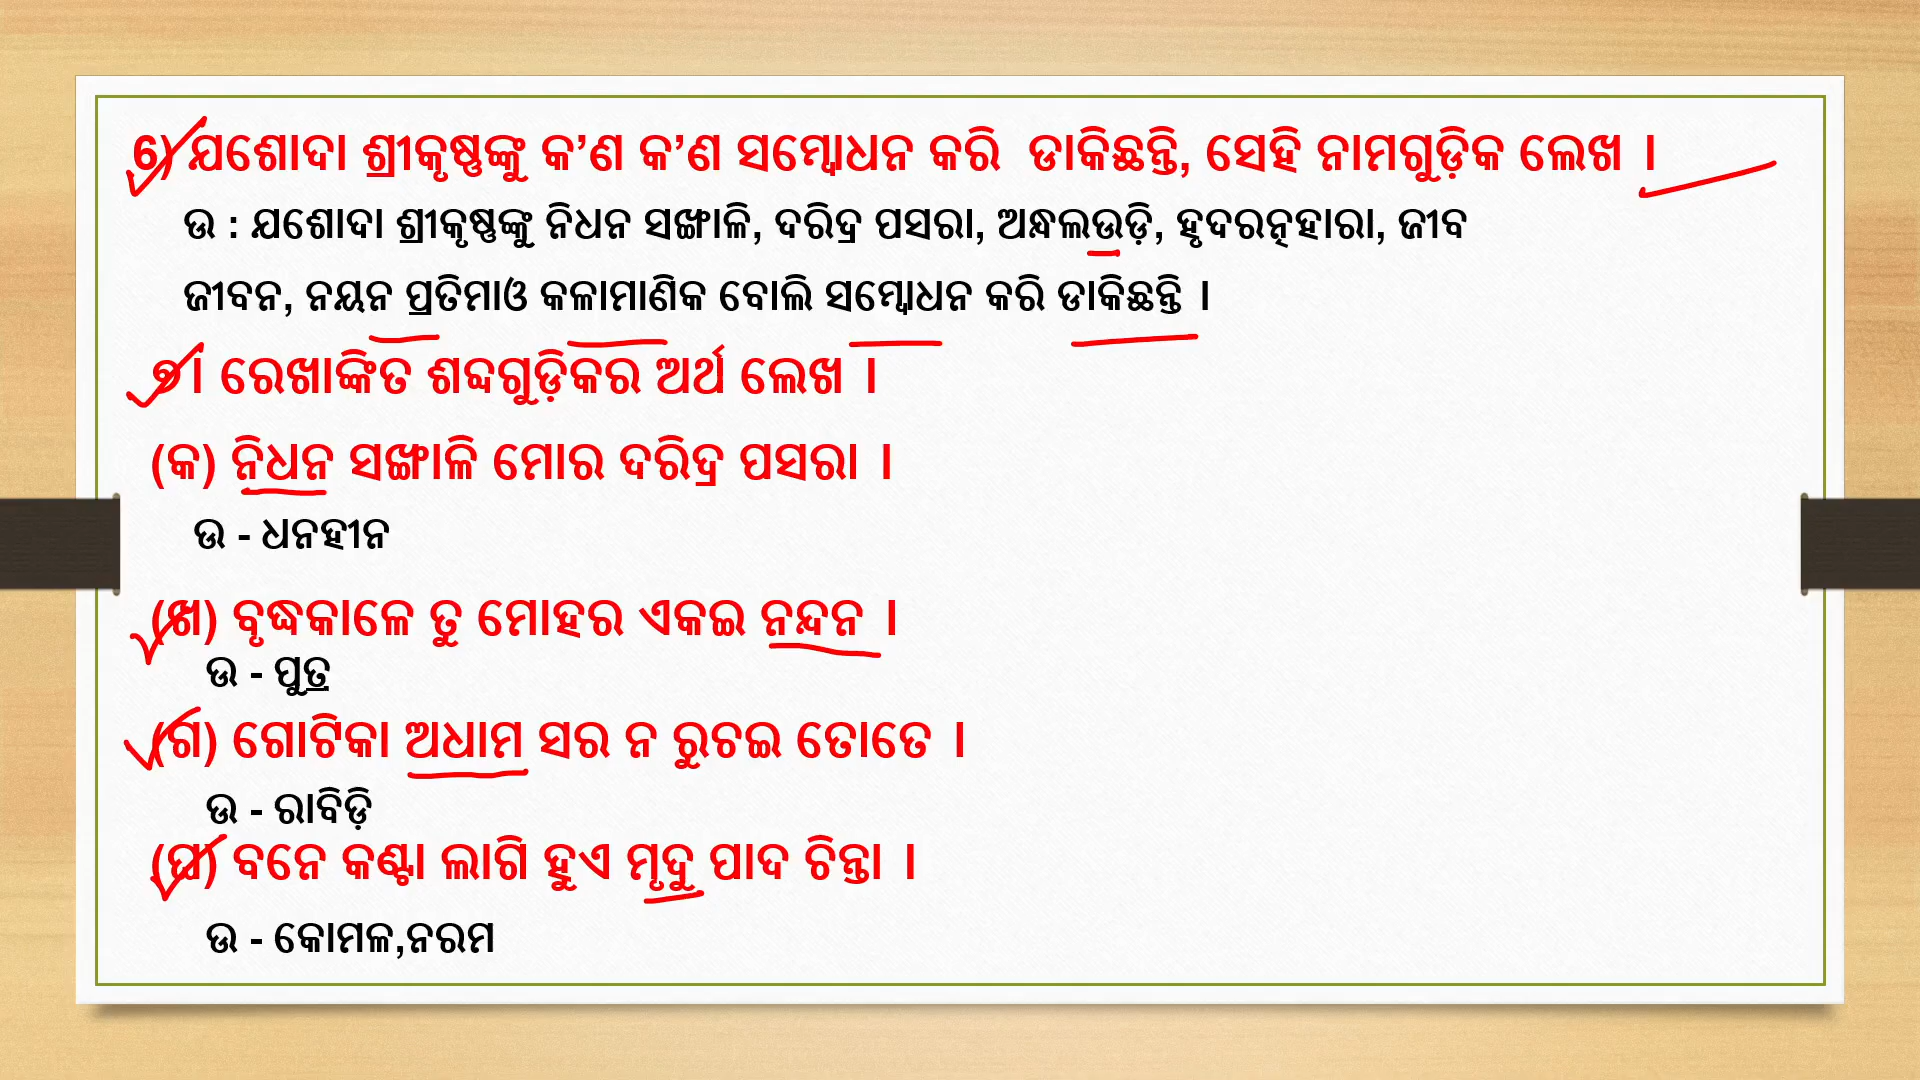 6) ଯଶୋଦା ଶ୍ରୀକୃଷ୍ଣଙ୍କୁ କ’ଣ କ’ଣ ସମ୍ବୋଧନ କରି ଡାକିଛନ୍ତି, ସେହି ନାମଗୁଡ଼ିକ ଲେଖ ।
ଉ : ଯଶୋଦା ଶ୍ରୀକୃଷ୍ଣଙ୍କୁ ନିଧନ ସଙ୍ଖାଳି, ଦରିଦ୍ର ପସରା, ଅନ୍ଧଲଉଡ଼ି, ହୃଦରତ୍ନହାରା, ଜୀବ
ଜୀବନ, ନୟନ ପ୍ରତିମାଓ କଳାମାଣିକ ବୋଲି ସମ୍ବୋଧନ କରି ଡାକିଛନ୍ତି ।
୭। ରେଖାଙ୍କିତ ଶବ୍ଦଗୁଡ଼ିକର ଅର୍ଥ ଲେଖ ।
(କ) ନିଧନ ସଙ୍ଖାଳି ମୋର ଦରିଦ୍ର ପସରା ।
ଉ - ଧନହୀନ
(ଖ) ବୃଦ୍ଧକାଳେ ତୁ ମୋହର ଏକଇ ନନ୍ଦନ ।
ଉ - ପୁତ୍ର
(ଗ) ଗୋଟିକା ଅଧାମ ସର ନ ରୁଚଇ ତୋତେ ।
ଉ - ରାବିଡ଼ି
(ଘ) ବନେ କଣ୍ଟା ଲାଗି ହୁଏ ମୃଦୁ ପାଦ ଚିନ୍ତା ।
ଉ - କୋମଳ,ନରମ